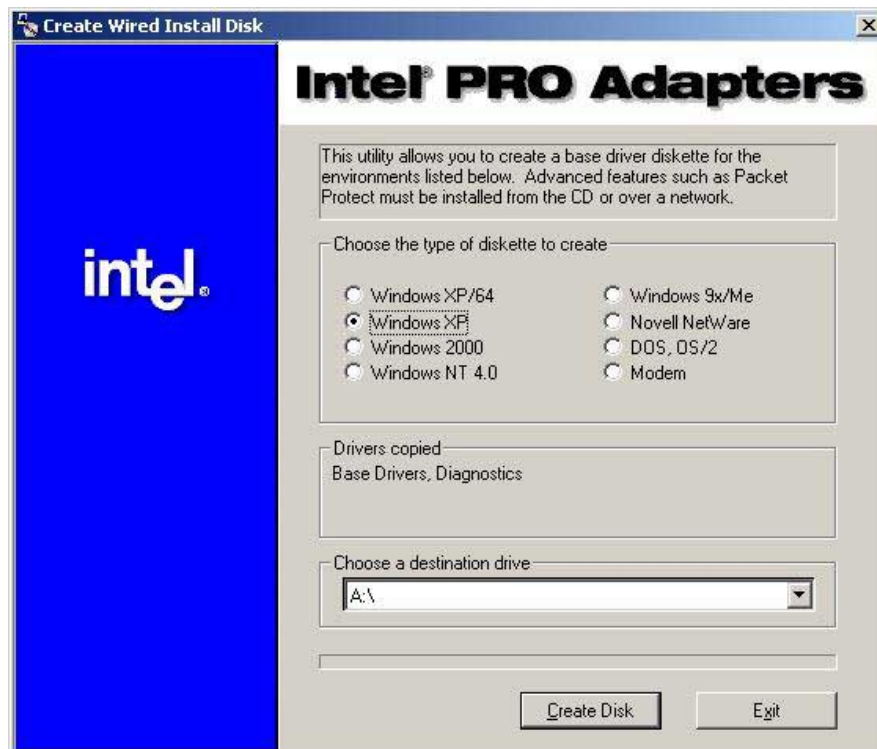 Create Wired Install Disk
Intel® PRO Adapters
intel®
This utility allows you to create a base driver diskette for the
environments listed below. Advanced features such as Packet
Protect must be installed from the CD or over a network.
Choose the type of diskette to create
Windows XP/64
Windows XP
Windows 2000
Windows NT 4.0
Windows 9x/Me
Novell NetWare
DOS, OS/2
Modem
Drivers copied
Base Drivers, Diagnostics
Choose a destination drive
A:\
Create Disk
Exit